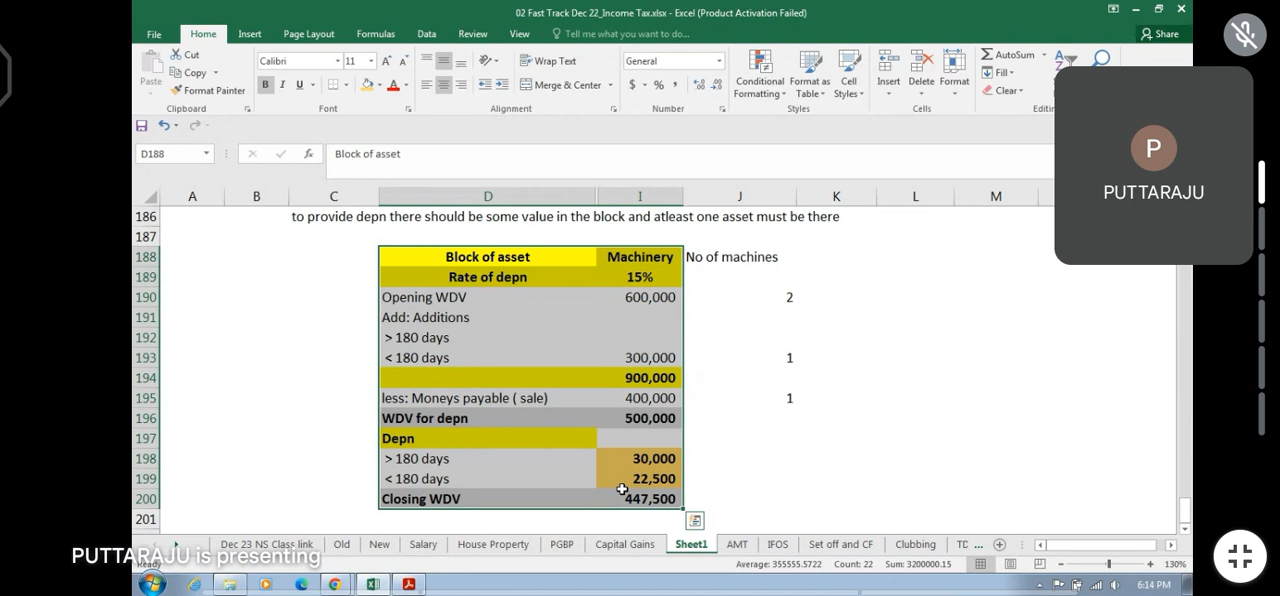 02 Fast Track Dec 22_Income Tax.xlsx - Excel (Product Activation Failed)
File Home Insert Page Layout Formulas Data Review View Tell me what you want to do... Share
Paste Cut Copy Format Painter
Clipboard
Calibri 11 A A
B I U A
Font
Wrap Text
Merge & Center
Alignment
General
$ % ,
Number
Conditional Formatting Format as Table Cell Styles
Styles
Insert Delete Format
Cells
AutoSum
Fill
Clear
Editi
P
PUTTARAJU
D188 fx Block of asset
A B C D I J K L M
186 to provide depn there should be some value in the block and atleast one asset must be there
187
188 Block of asset Machinery No of machines
189 Rate of depn 15%
190 Opening WDV 600,000 2
191 Add: Additions
192 > 180 days
193 < 180 days 300,000 1
194 900,000
195 less: Moneys payable ( sale) 400,000 1
196 WDV for depn 500,000
197 Depn
198 > 180 days 30,000
199 < 180 days 22,500
200 Closing WDV 447,500
201
Dec 23 NS Class link Old New Salary House Property PGBP Capital Gains Sheet1 AMT IFOS Set off and CF Clubbing TD ...
PUTTARAJU is presenting
Ready Average: 355555.5722 Count: 22 Sum: 3200000.15 130%
6:14 PM